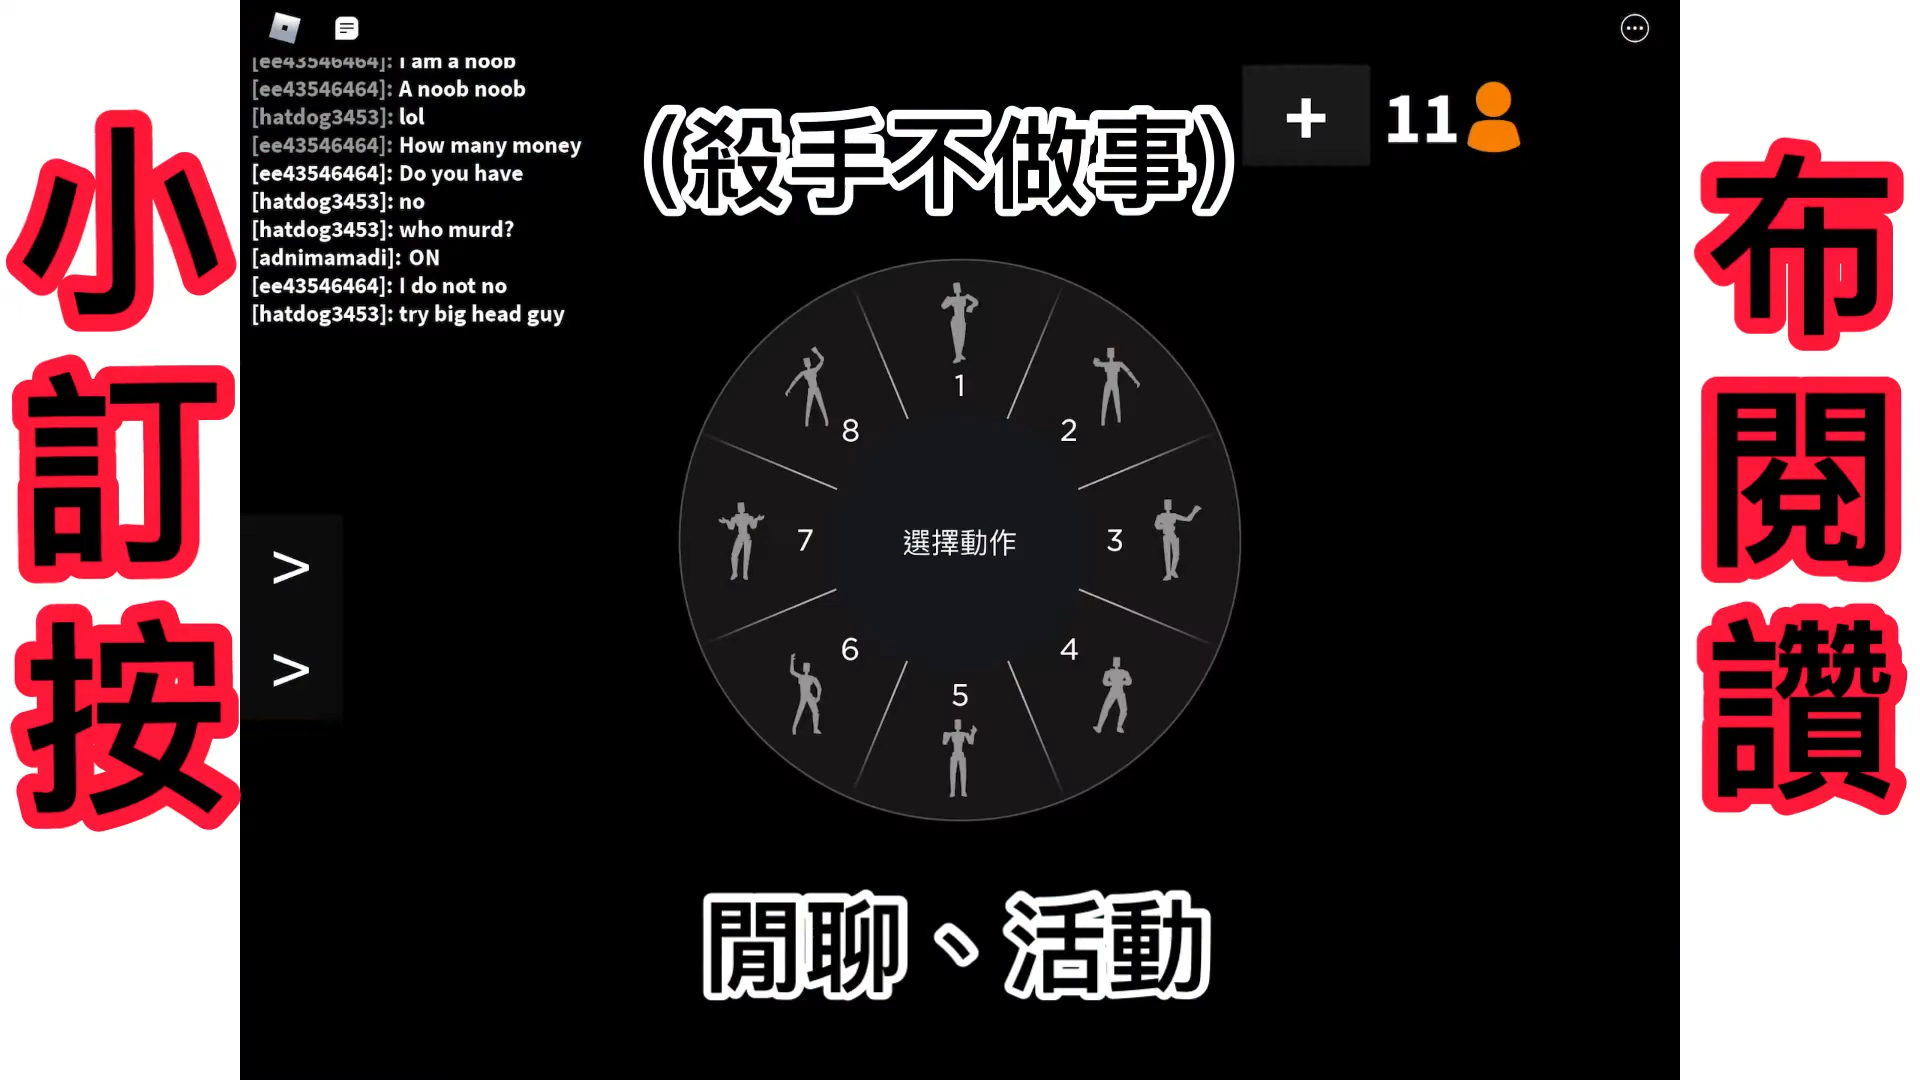 小
訂
按
[ee43546464]: I am a noob
[ee43546464]: A noob noob
[hatdog3453]: lol
[ee43546464]: How many money
[ee43546464]: Do you have
[hatdog3453]: no
[hatdog3453]: who murd?
[adnimamadi]: ON
[ee43546464]: I do not no
[hatdog3453]: try big head guy
(殺手不做事)
+
11
1
2
3
4
5
6
7
8
選擇動作
>
>
閒聊、活動
布
閱
讚